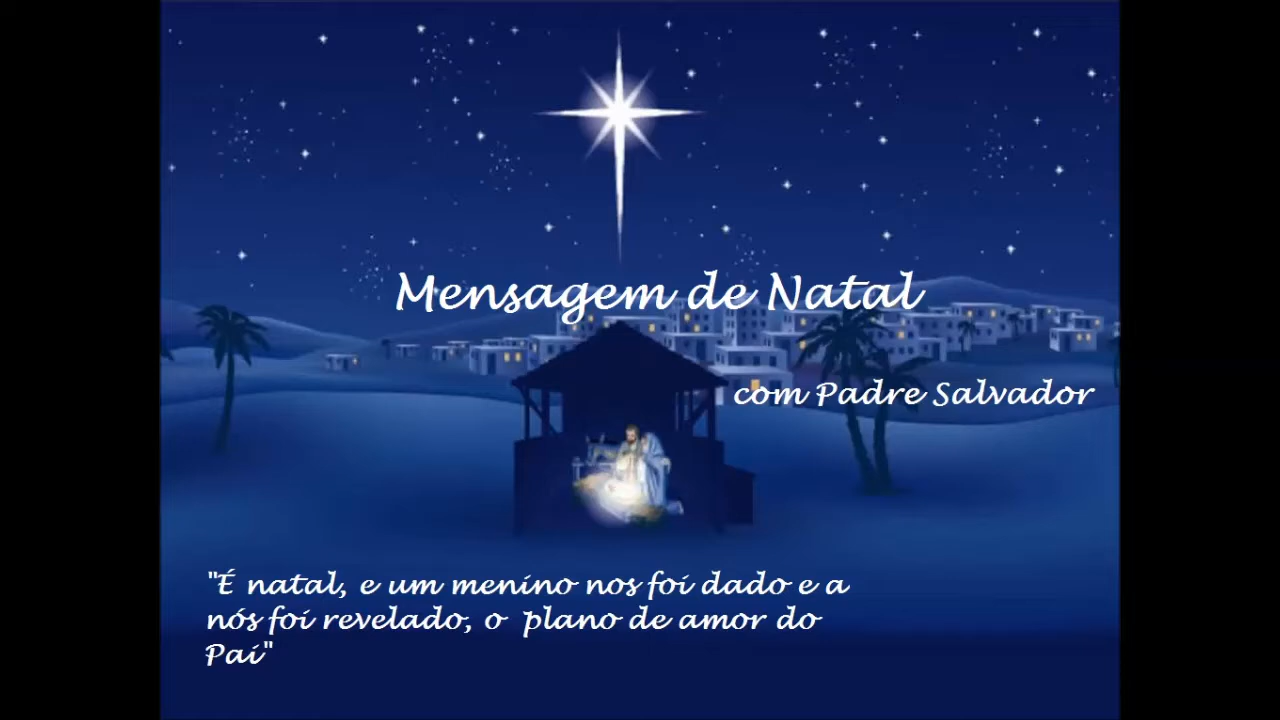 Mensagem de Natal
com Padre Salvador
"É natal, e um menino nos foi dado e a
nós foi revelado, o plano de amor do
Pai"